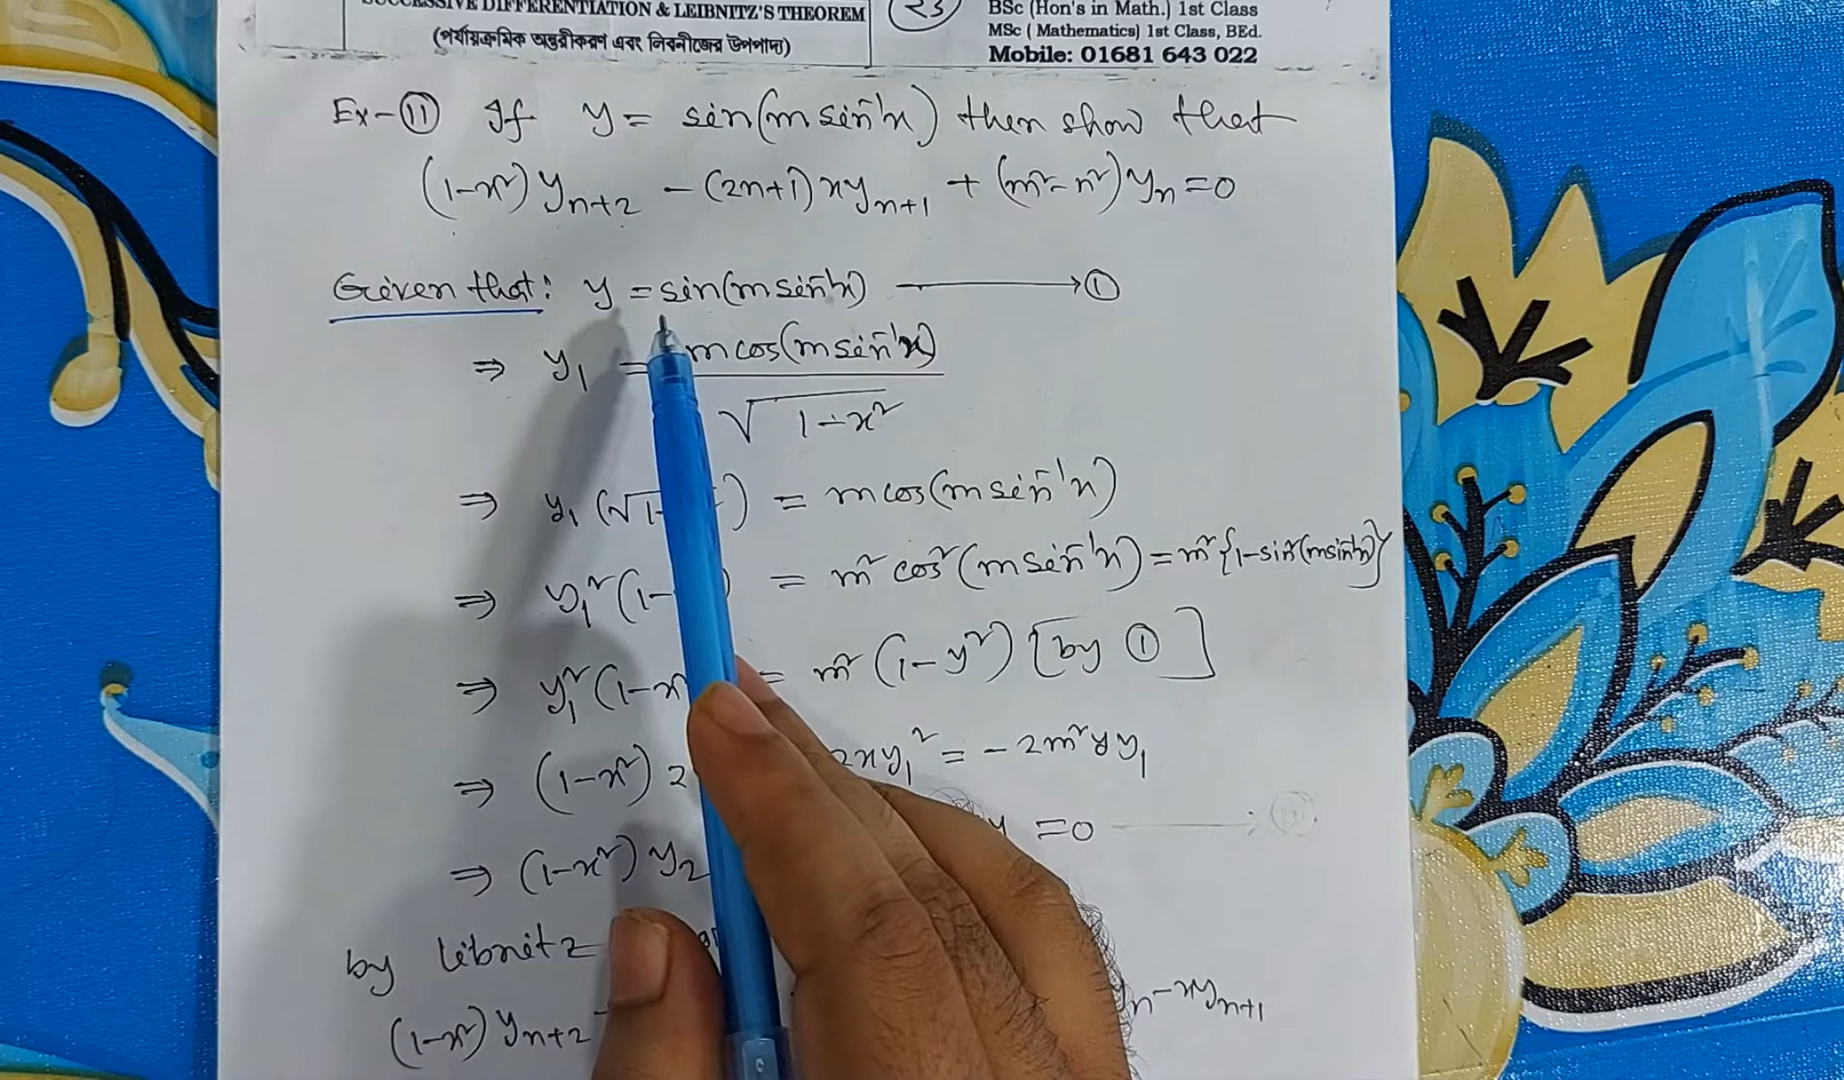 SUCCESSIVE DIFFERENTIATION & LEIBNITZ'S THEOREM
(পর্যায়ক্রমিক অন্তরীকরণ এবং লিবনীজের উপপাদ্য)
২১
BSc (Hon's in Math.) 1st Class
MSc ( Mathematics) 1st Class, BEd.
Mobile: 01681 643 022
Ex-⑪ If y = sin(m sin⁻¹x) then show that
(1-x²)yₙ₊₂ - (2n+1)xyₙ₊₁ + (m²-n²)yₙ = 0
Given that: y = sin(m sin⁻¹x) ⟶ ①
⇒ y₁ = m cos(m sin⁻¹x) / √1-x²
⇒ y₁ (√1- ) = m cos(m sin⁻¹x)
⇒ y₁²(1- ) = m² cos²(m sin⁻¹x) = m²{1-sin²(m sin⁻¹x)}
⇒ y₁²(1-x = m² (1-y²) [by ①]
⇒ (1-x²) 2 2xy₁² = -2m²yy₁
⇒ (1-x²) y₂ y = 0
by libnitz
(1-x²) yₙ₊₂ yₙ - xyₙ₊₁